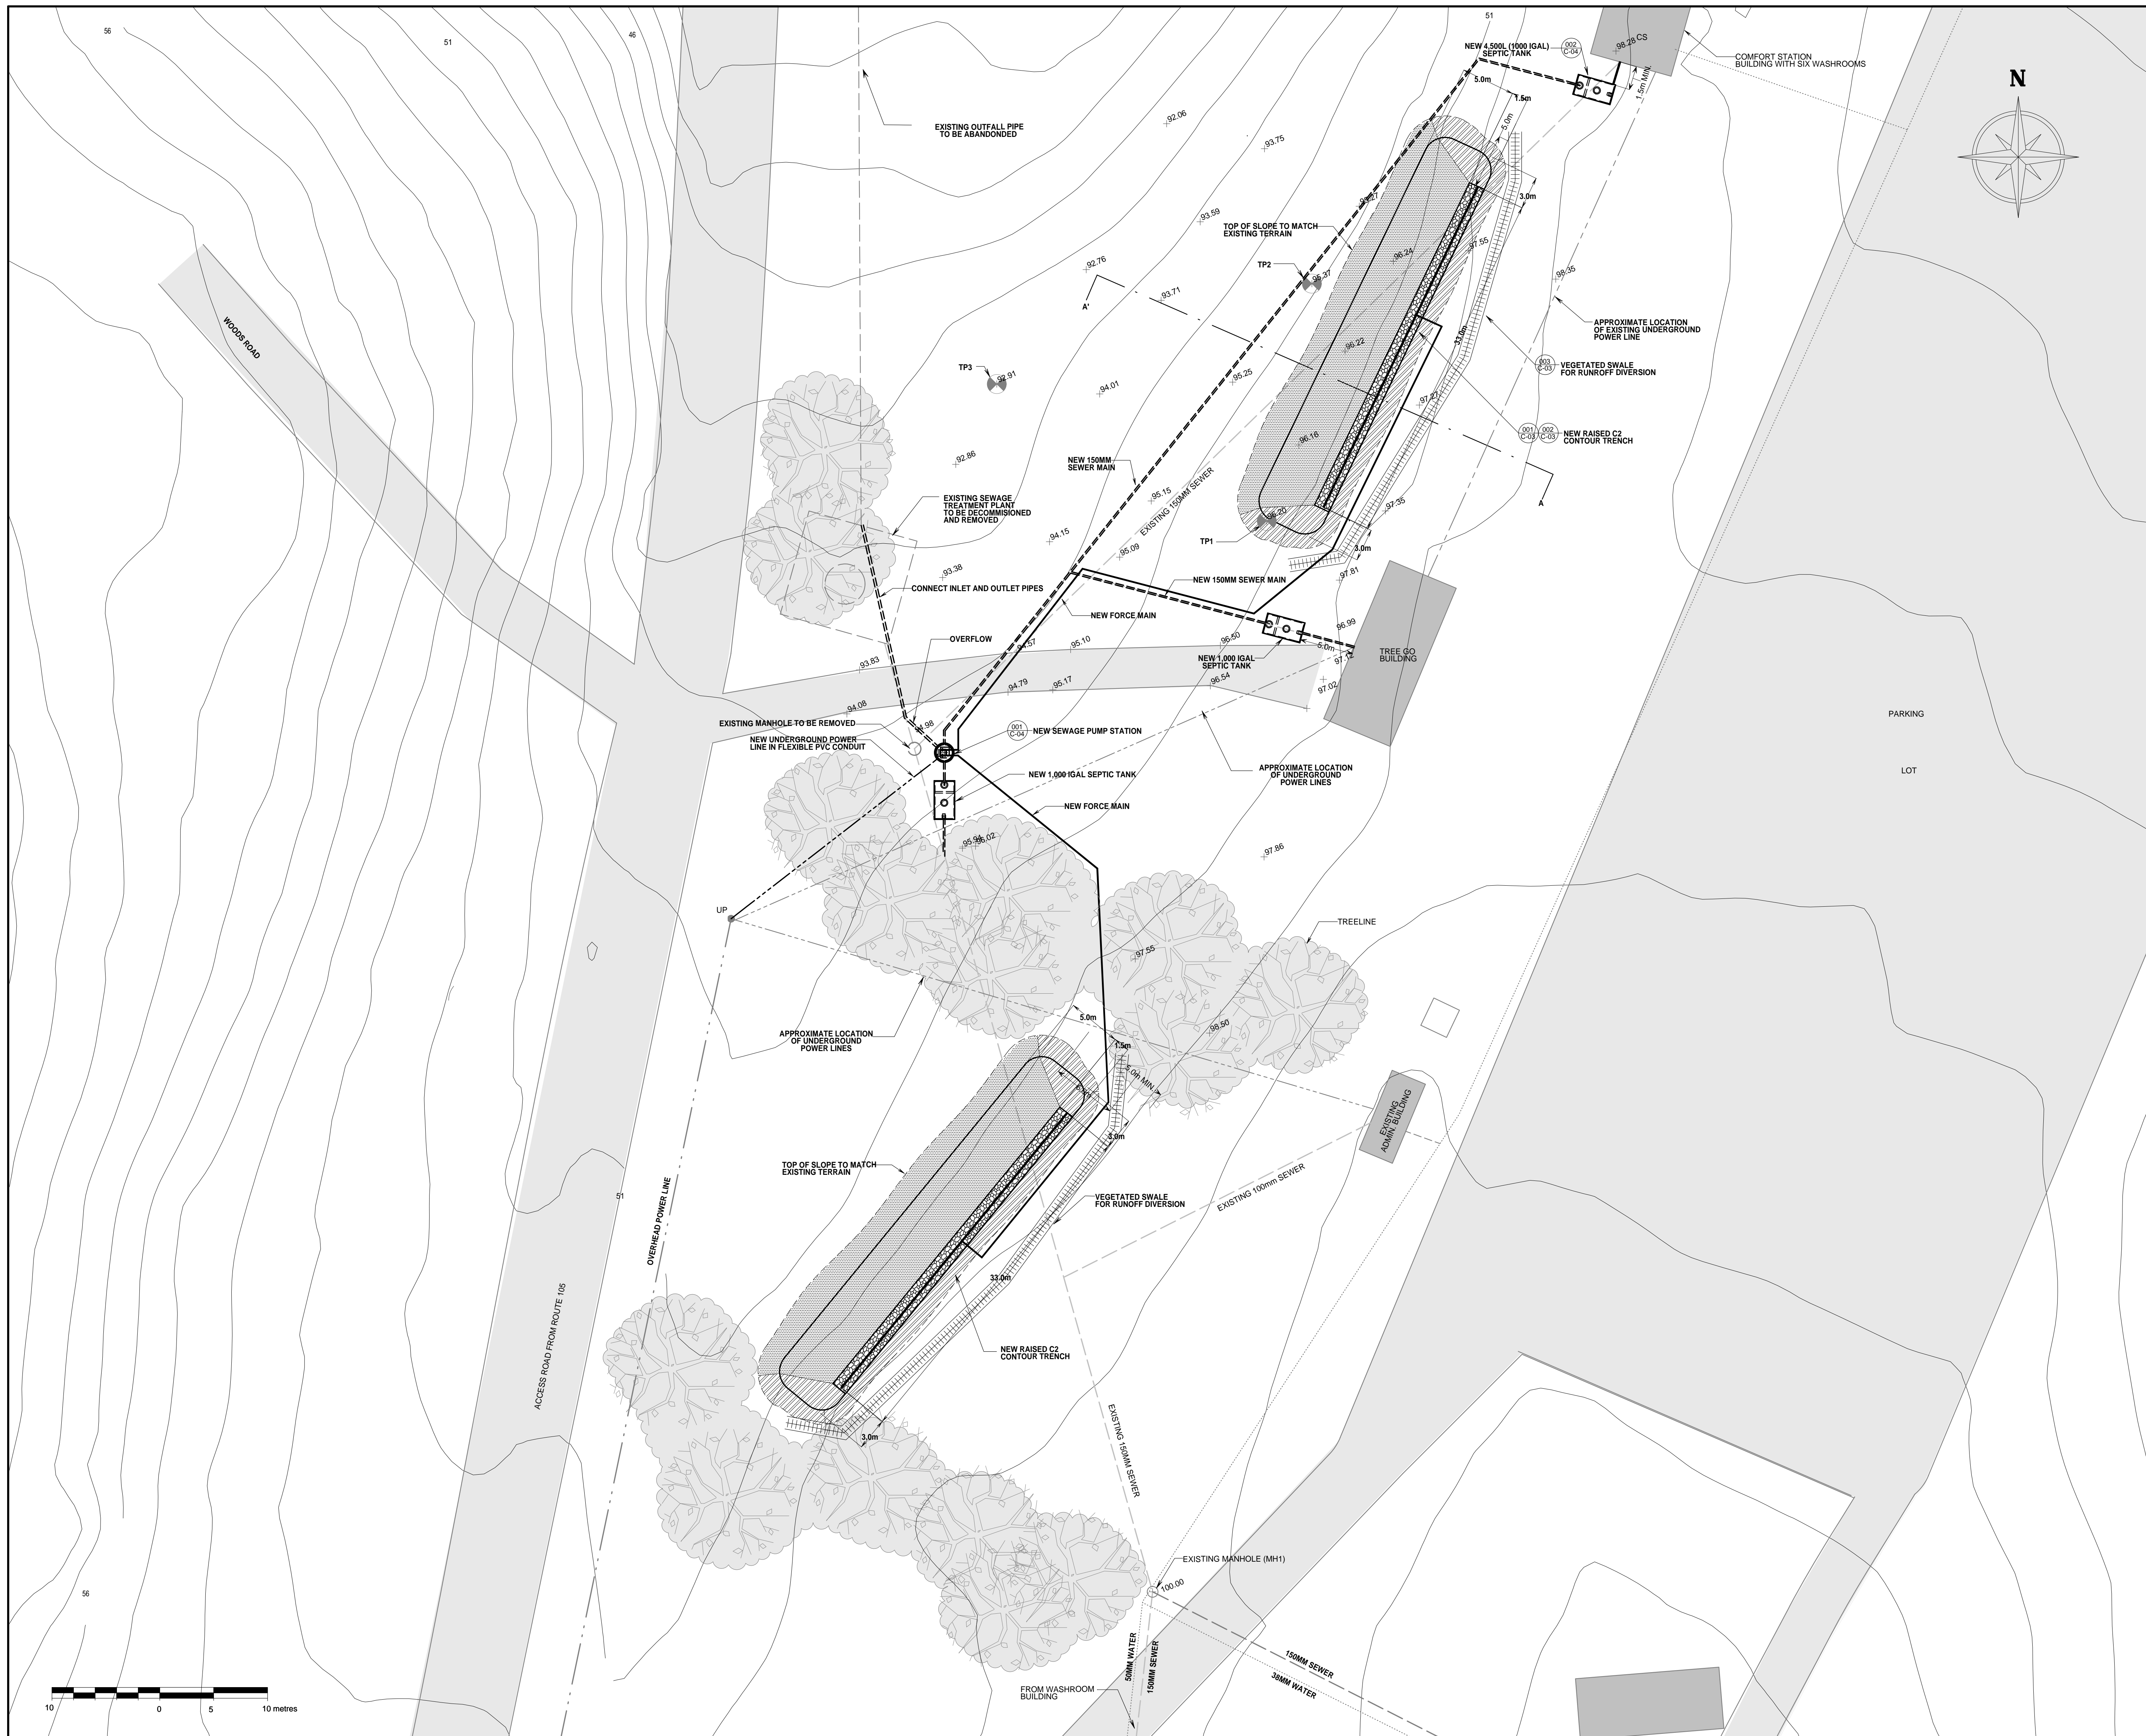 56
51
46
51
NEW 4,500L (1000 IGAL)
SEPTIC TANK
002
C-04
98.28
CS
COMFORT STATION
BUILDING WITH SIX WASHROOMS
1.5m MIN.
N
5.0m
1.5m
5.0m
EXISTING OUTFALL PIPE
TO BE ABANDONDED
92.06
93.75
93.59
3.0m
TOP OF SLOPE TO MATCH
EXISTING TERRAIN
97.55
96.24
TP2
95.37
92.76
93.71
A'
98.35
APPROXIMATE LOCATION
OF EXISTING UNDERGROUND
POWER LINE
33.0m
WOODS ROAD
96.22
003
C-03
VEGETATED SWALE
FOR RUNROFF DIVERSION
TP3
92.91
94.01
95.25
97.27
001
C-03
002
C-03
NEW RAISED C2
CONTOUR TRENCH
96.16
92.86
NEW 150MM
SEWER MAIN
EXISTING 150MM SEWER
95.15
EXISTING SEWAGE
TREATMENT PLANT
TO BE DECOMMISIONED
AND REMOVED
97.35
A
TP1
94.15
95.09
3.0m
97.81
93.38
CONNECT INLET AND OUTLET PIPES
NEW 150MM SEWER MAIN
NEW FORCE MAIN
96.99
OVERFLOW
95.10
96.50
5.0m
TREE GO
BUILDING
NEW 1,000 IGAL
SEPTIC TANK
93.83
94.79
95.17
96.54
97.02
94.08
PARKING
LOT
EXISTING MANHOLE TO BE REMOVED
001
C-04
NEW SEWAGE PUMP STATION
NEW UNDERGROUND POWER
LINE IN FLEXIBLE PVC CONDUIT
NEW 1,000 IGAL SEPTIC TANK
APPROXIMATE LOCATION
OF UNDERGROUND
POWER LINES
NEW FORCE MAIN
96.02
97.86
UP
TREELINE
97.55
98.50
5.0m
APPROXIMATE LOCATION
OF UNDERGROUND
POWER LINES
1.5m
5.0m MIN.
3.0m
EXISTING
ADMIN. BUILDING
TOP OF SLOPE TO MATCH
EXISTING TERRAIN
51
EXISTING 100mm SEWER
VEGETATED SWALE
FOR RUNOFF DIVERSION
OVERHEAD POWER LINE
33.0m
ACCESS ROAD FROM ROUTE 105
NEW RAISED C2
CONTOUR TRENCH
3.0m
EXISTING 150MM SEWER
56
EXISTING MANHOLE (MH1)
100.00
50MM WATER
150MM SEWER
150MM SEWER
38MM WATER
FROM WASHROOM
BUILDING
10 0 5 10 metres